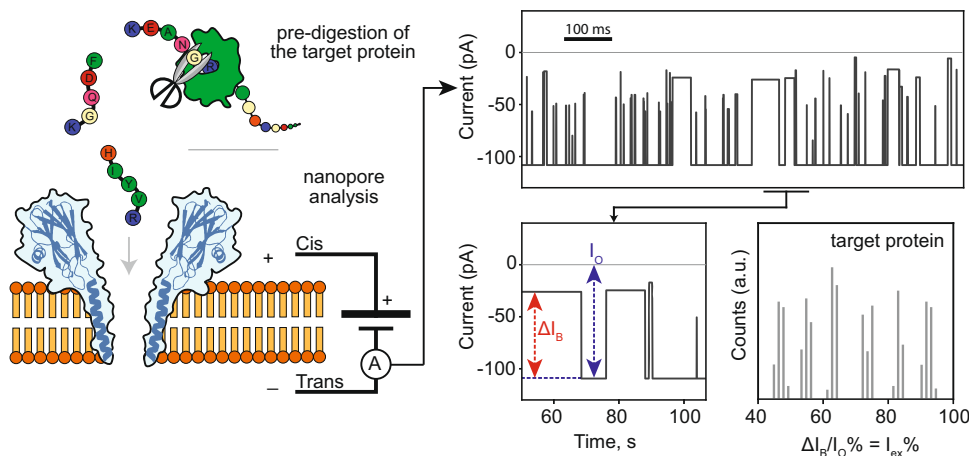 pre-digestion of
the target protein
K E A N G R
F D Q G K
H I Y V R
nanopore
analysis
+ Cis
+
A
− Trans
100 ms
Current (pA)
0
-50
-100
Current (pA)
0
-50
-100
I_O
ΔI_B
60 80 100
Time, s
target protein
Counts (a.u.)
40 60 80 100
ΔI_B/I_O% = I_ex%